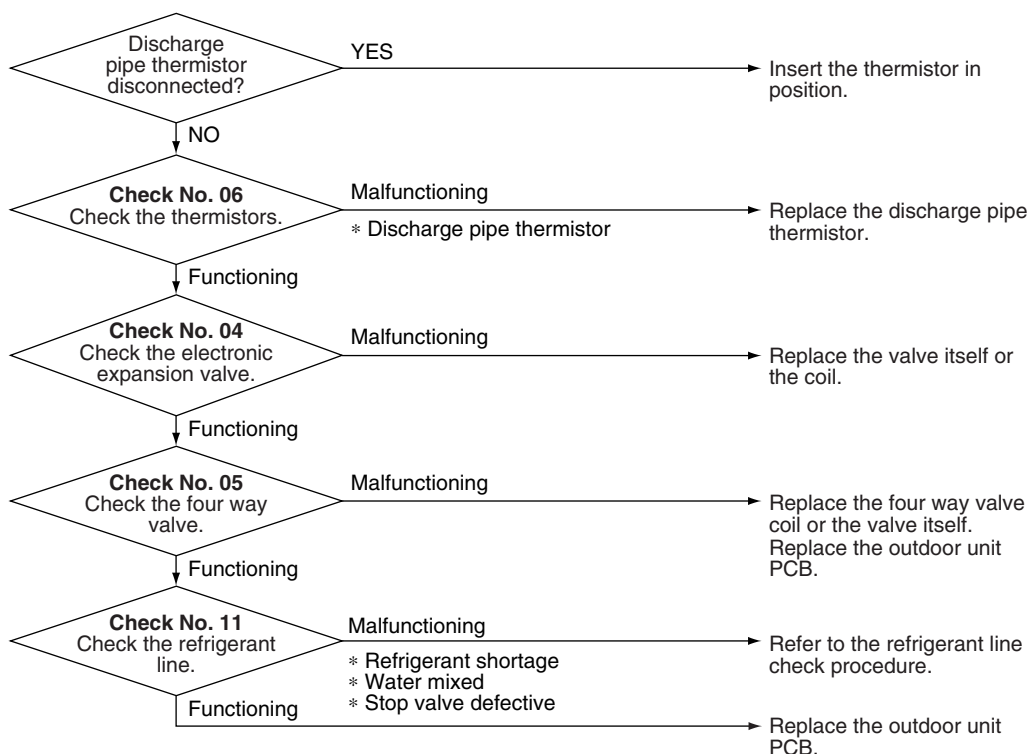 Discharge
pipe thermistor
disconnected?
YES
Insert the thermistor in
position.
NO
Check No. 06
Check the thermistors.
Malfunctioning
* Discharge pipe thermistor
Replace the discharge pipe
thermistor.
Functioning
Check No. 04
Check the electronic
expansion valve.
Malfunctioning
Replace the valve itself or
the coil.
Functioning
Check No. 05
Check the four way
valve.
Malfunctioning
Replace the four way valve
coil or the valve itself.
Replace the outdoor unit
PCB.
Functioning
Check No. 11
Check the refrigerant
line.
Malfunctioning
* Refrigerant shortage
* Water mixed
* Stop valve defective
Refer to the refrigerant line
check procedure.
Functioning
Replace the outdoor unit
PCB.